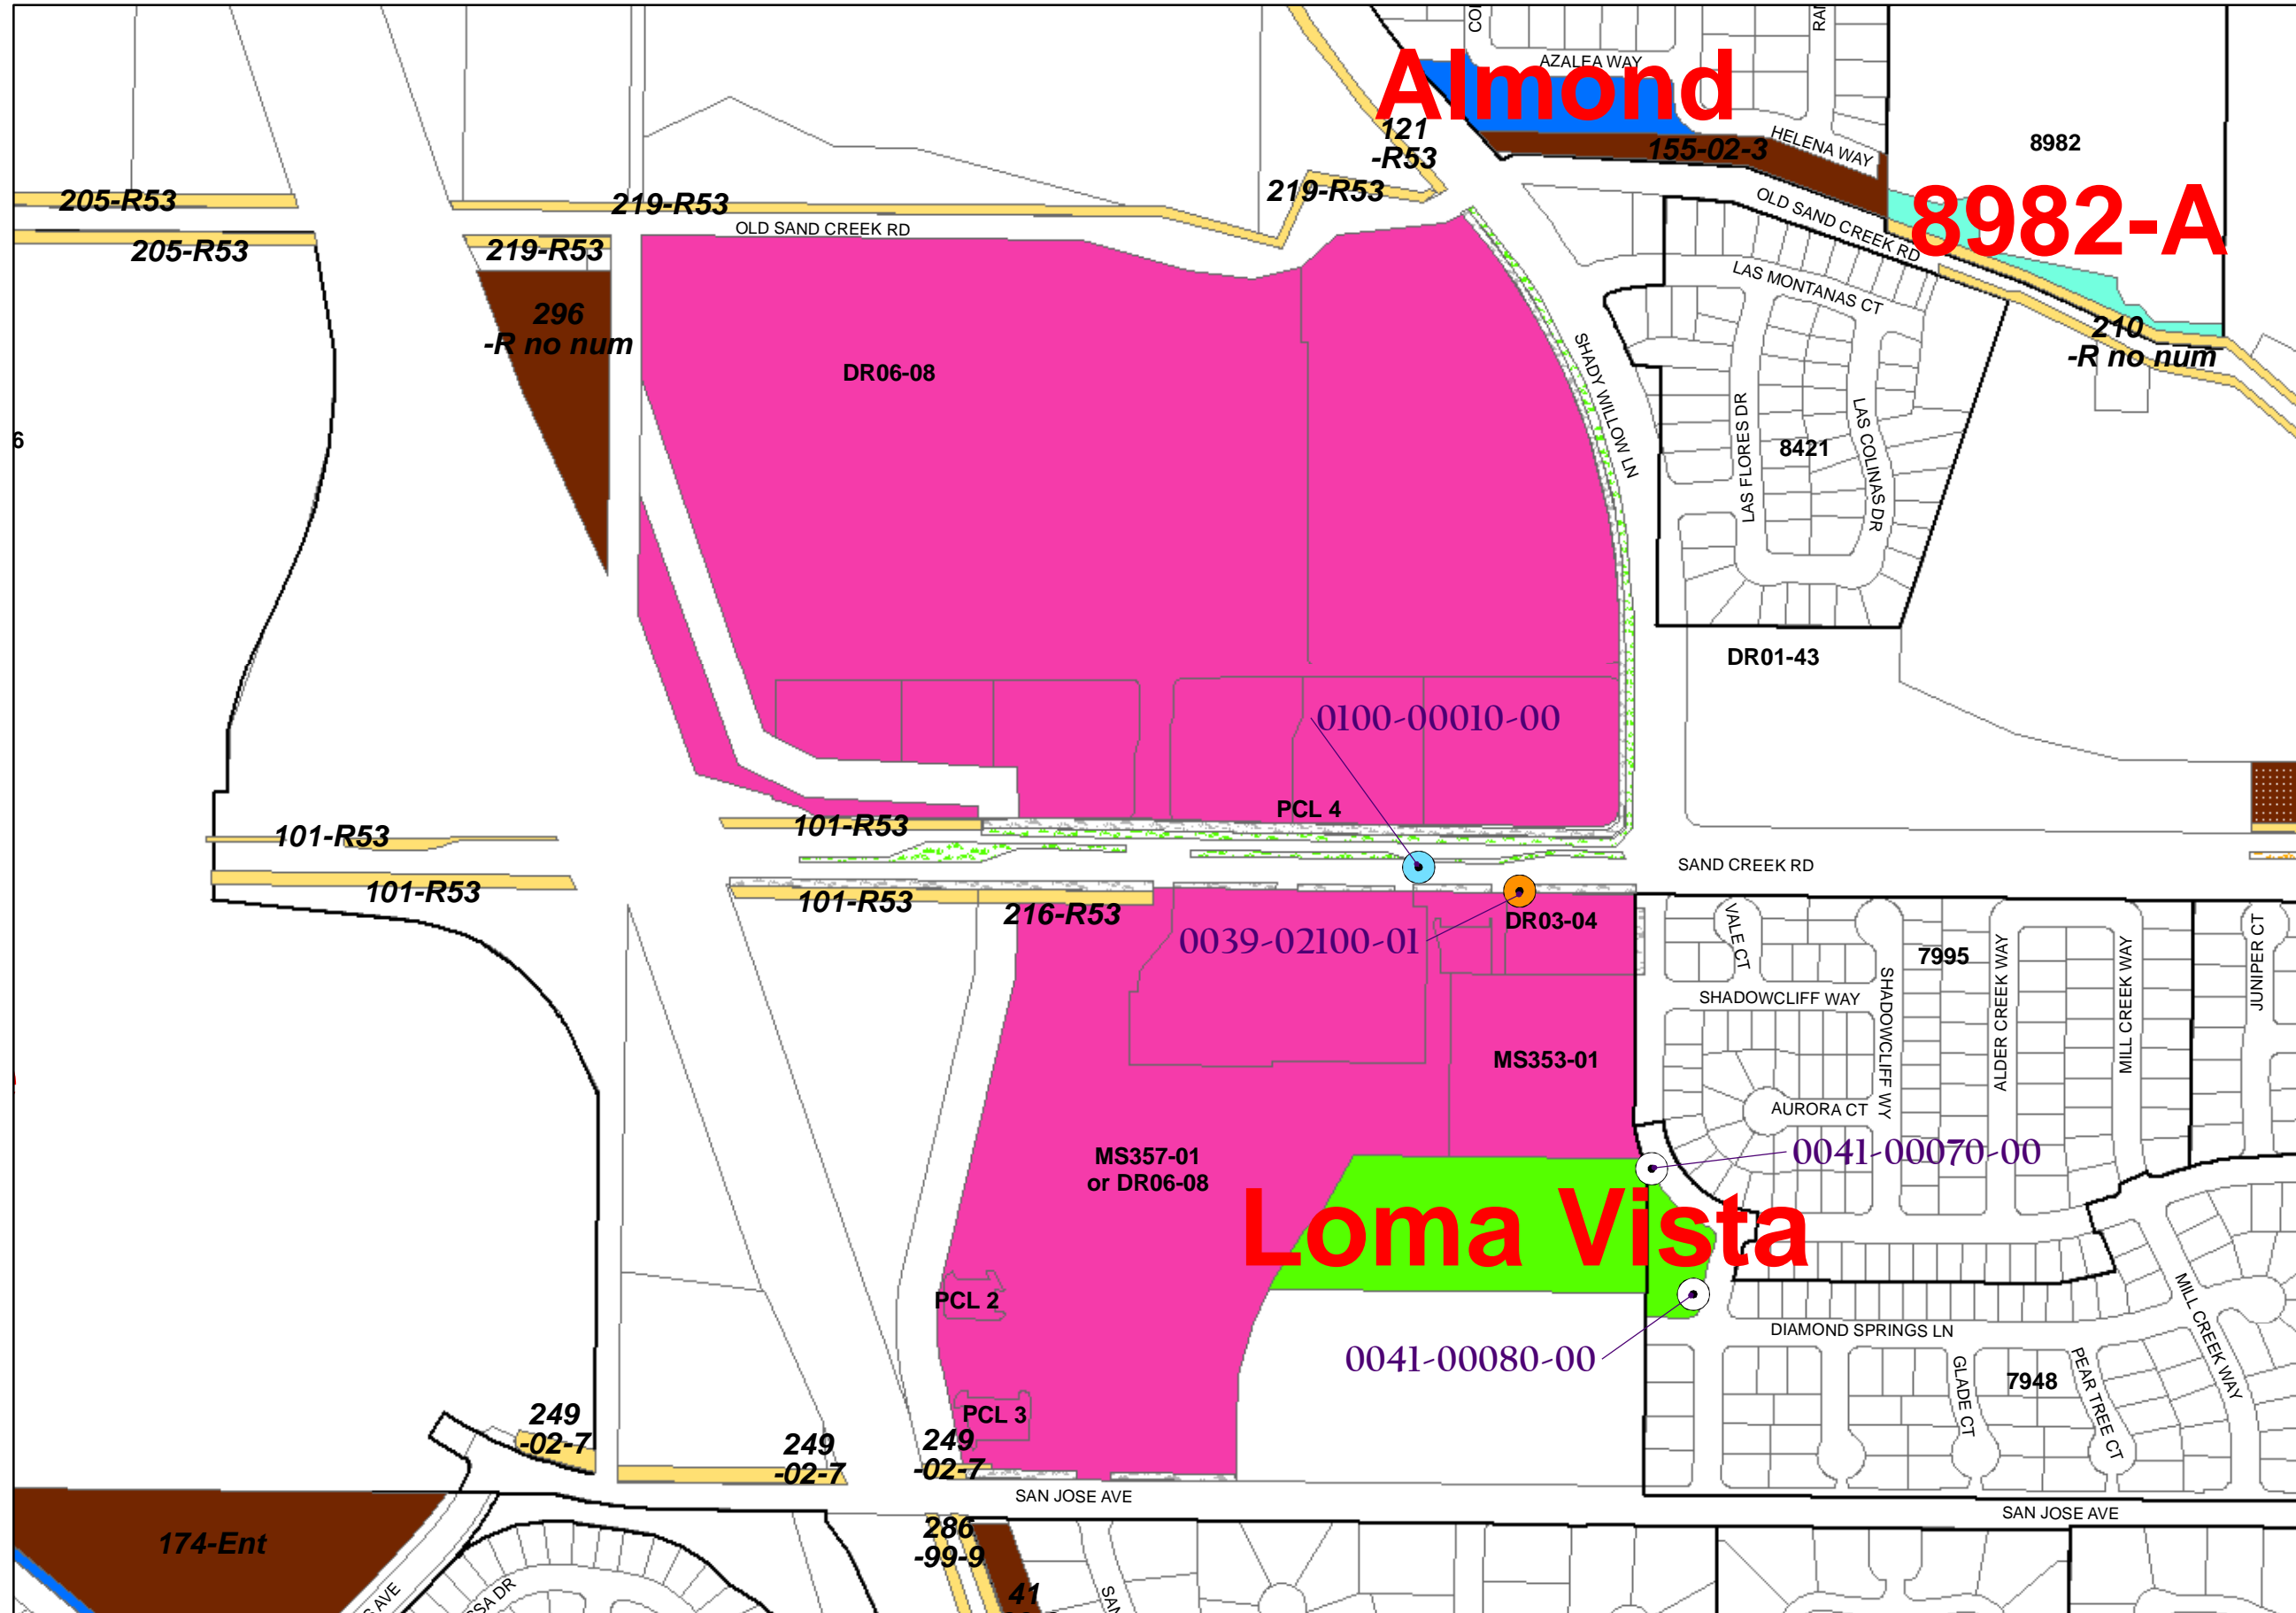 AZALEA WAY
Almond
121
-R53
155-02-3
HELENA WAY
8982
205-R53
219-R53
219-R53
8982-A
OLD SAND CREEK RD
OLD SAND CREEK RD
205-R53
219-R53
LAS MONTANAS CT
296
-R no num
210
-R no num
DR06-08
SHADY WILLOW LN
LAS FLORES DR
8421
LAS COLINAS DR
6
DR01-43
0100-00010-00
PCL 4
101-R53
101-R53
SAND CREEK RD
101-R53
101-R53
216-R53
DR03-04
0039-02100-01
VALE CT
7995
JUNIPER CT
SHADOWCLIFF WAY
SHADOWCLIFF WY
ALDER CREEK WAY
MILL CREEK WAY
MS353-01
AURORA CT
0041-00070-00
MS357-01
or DR06-08
Loma Vista
PCL 2
DIAMOND SPRINGS LN
MILL CREEK WAY
0041-00080-00
GLADE CT
7948
PEAR TREE CT
PCL 3
249
-02-7
249
-02-7
249
-02-7
SAN JOSE AVE
SAN JOSE AVE
174-Ent
286
-99-9
41
AVE
SSA DR
SAN